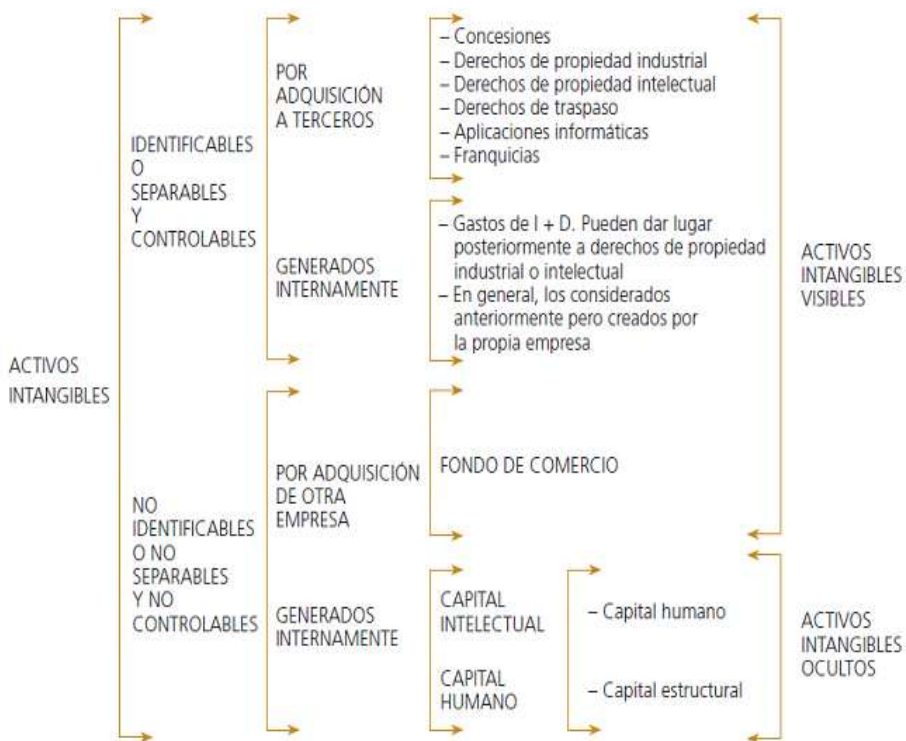 ACTIVOS
INTANGIBLES
IDENTIFICABLES
O
SEPARABLES
Y
CONTROLABLES
POR
ADQUISICIÓN
A TERCEROS
– Concesiones
– Derechos de propiedad industrial
– Derechos de propiedad intelectual
– Derechos de traspaso
– Aplicaciones informáticas
– Franquicias
GENERADOS
INTERNAMENTE
– Gastos de I + D. Pueden dar lugar
posteriormente a derechos de propiedad
industrial o intelectual
– En general, los considerados
anteriormente pero creados por
la propia empresa
NO
IDENTIFICABLES
O NO
SEPARABLES
Y NO
CONTROLABLES
POR ADQUISICIÓN
DE OTRA
EMPRESA
FONDO DE COMERCIO
ACTIVOS
INTANGIBLES
VISIBLES
GENERADOS
INTERNAMENTE
CAPITAL
INTELECTUAL
CAPITAL
HUMANO
– Capital humano
– Capital estructural
ACTIVOS
INTANGIBLES
OCULTOS